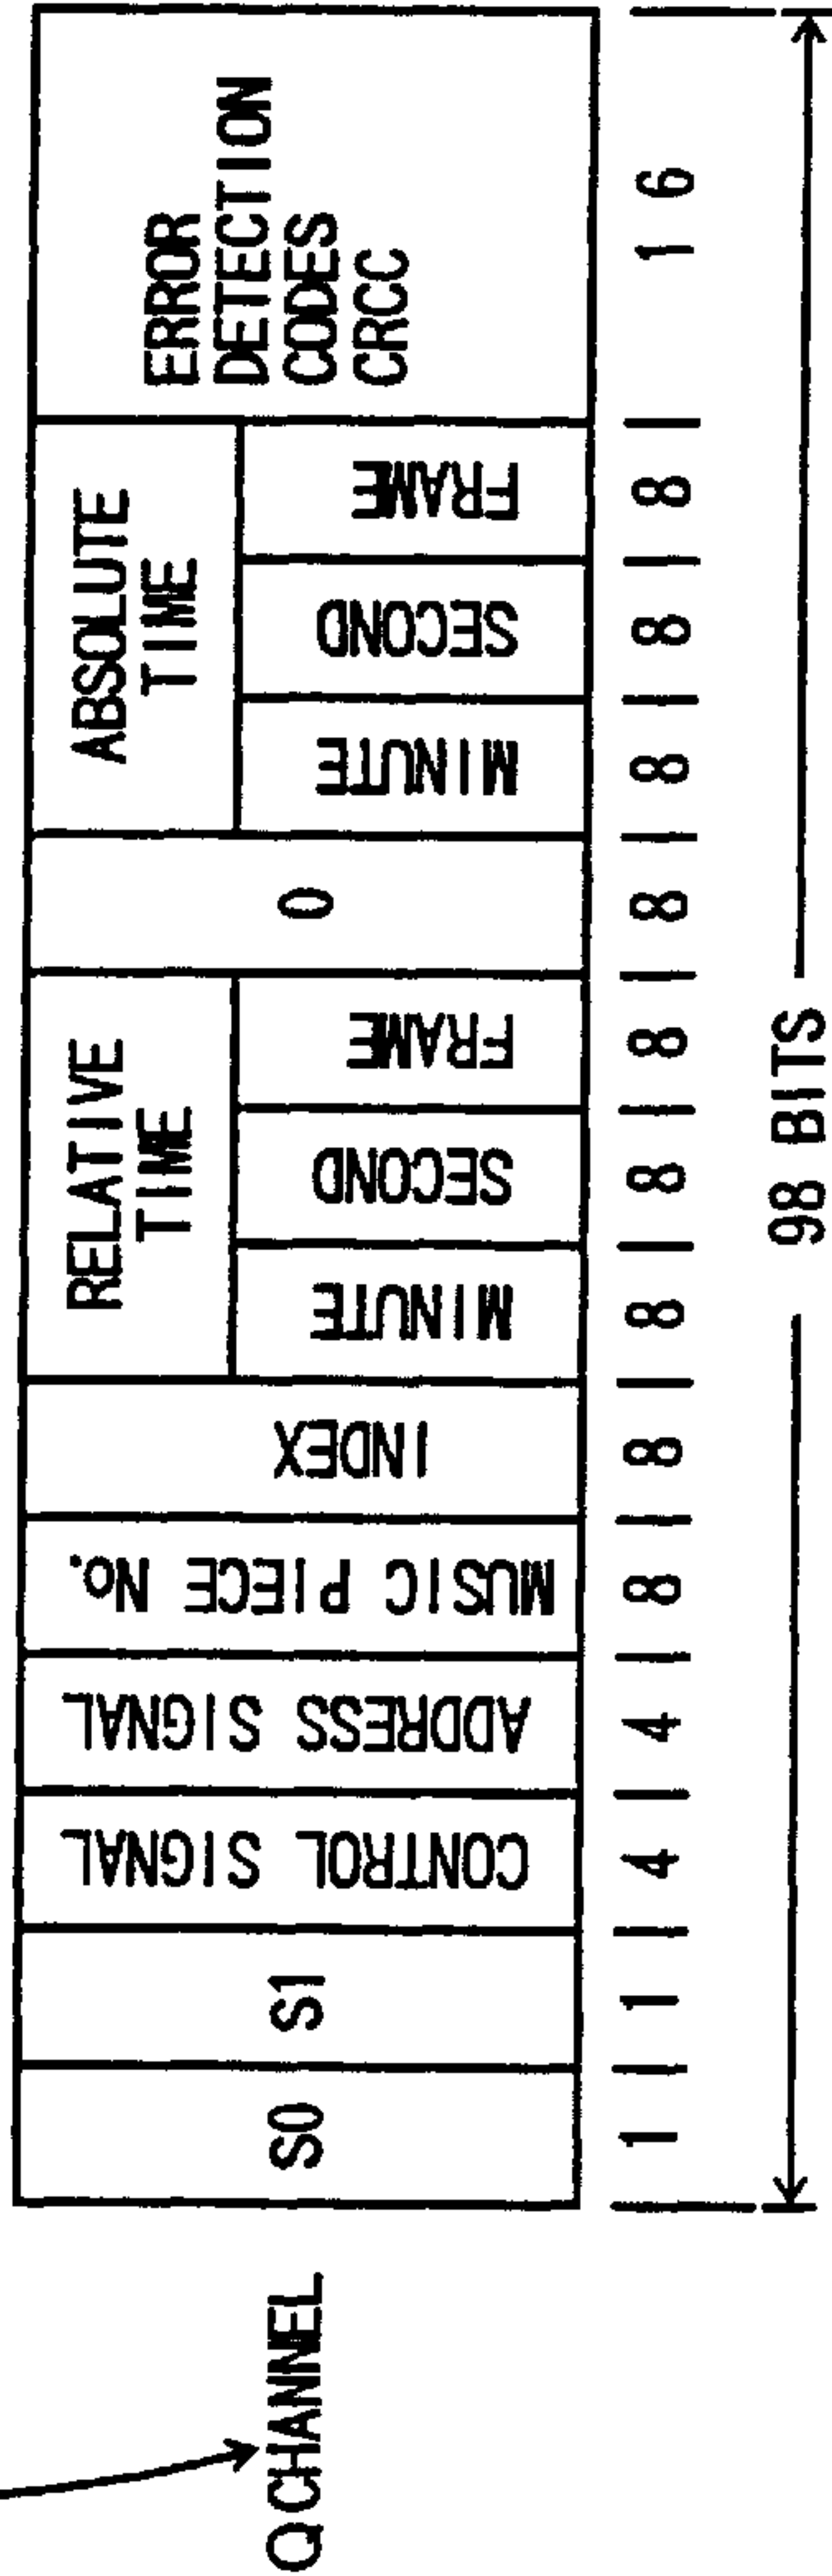 Q CHANNEL
S0
S1
CONTROL SIGNAL
ADDRESS SIGNAL
MUSIC PIECE No.
INDEX
RELATIVE
TIME
MINUTE
SECOND
FRAME
0
ABSOLUTE
TIME
MINUTE
SECOND
FRAME
ERROR
DETECTION
CODES
CRCC
1 1 4 4 8 8 8 8 8 8 8 8 8 16
98 BITS